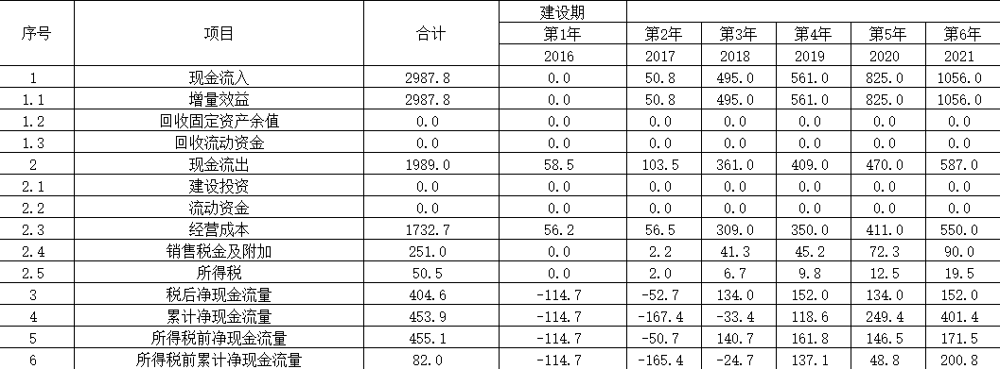 建设期
序号 项目 合计 第1年 第2年 第3年 第4年 第5年 第6年
2016 2017 2018 2019 2020 2021
1 现金流入 2987.8 0.0 50.8 495.0 561.0 825.0 1056.0
1.1 增量效益 2987.8 0.0 50.8 495.0 561.0 825.0 1056.0
1.2 回收固定资产余值 0.0 0.0 0.0 0.0 0.0 0.0 0.0
1.3 回收流动资金 0.0 0.0 0.0 0.0 0.0 0.0 0.0
2 现金流出 1989.0 58.5 103.5 361.0 409.0 470.0 587.0
2.1 建设投资 0.0 0.0 0.0 0.0 0.0 0.0 0.0
2.2 流动资金 0.0 0.0 0.0 0.0 0.0 0.0 0.0
2.3 经营成本 1732.7 56.2 56.5 309.0 350.0 411.0 550.0
2.4 销售税金及附加 251.0 0.0 2.2 41.3 45.2 72.3 90.0
2.5 所得税 50.5 0.0 2.0 6.7 9.8 12.5 19.5
3 税后净现金流量 404.6 -114.7 -52.7 134.0 152.0 134.0 152.0
4 累计净现金流量 453.9 -114.7 -167.4 -33.4 118.6 249.4 401.4
5 所得税前净现金流量 455.1 -114.7 -50.7 140.7 161.8 146.5 171.5
6 所得税前累计净现金流量 82.0 -114.7 -165.4 -24.7 137.1 48.8 200.8